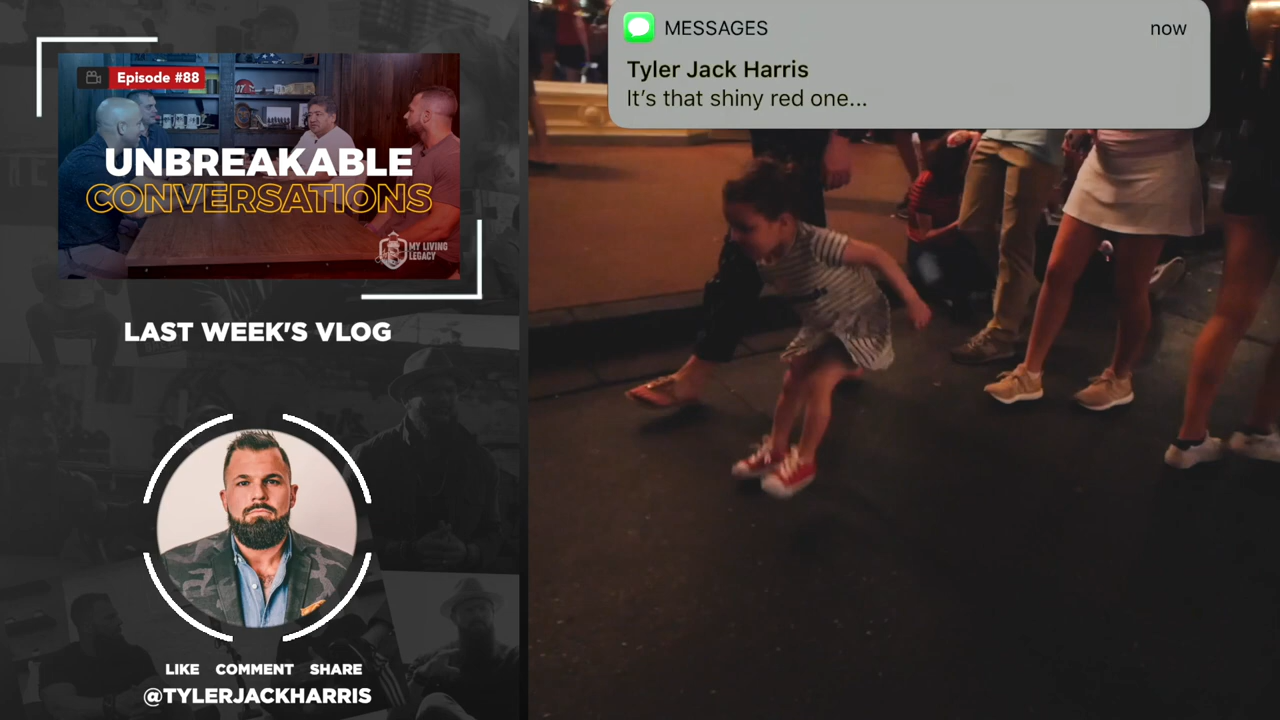 Episode #88
UNBREAKABLE
CONVERSATIONS
MY LIVING
LEGACY
LAST WEEK'S VLOG
LIKE COMMENT SHARE
@TYLERJACKHARRIS
MESSAGES
now
Tyler Jack Harris
It's that shiny red one...